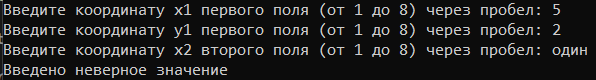 Введите координату x1 первого поля (от 1 до 8) через пробел: 5
Введите координату y1 первого поля (от 1 до 8) через пробел: 2
Введите координату x2 второго поля (от 1 до 8) через пробел: один
Введено неверное значение